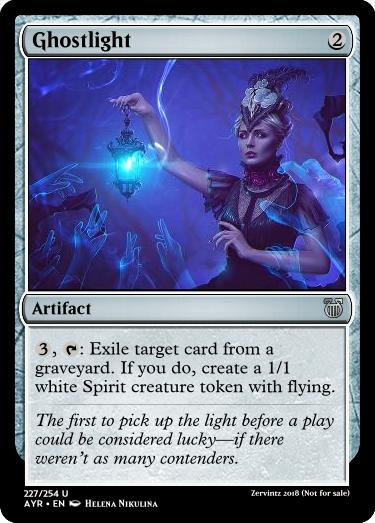 Ghostlight 2
Artifact
3, : Exile target card from a
graveyard. If you do, create a 1/1
white Spirit creature token with flying.
The first to pick up the light before a play
could be considered lucky—if there
weren't as many contenders.
227/254 U
AYR • EN Helena Nikulina
Zervintz 2018 (Not for sale)